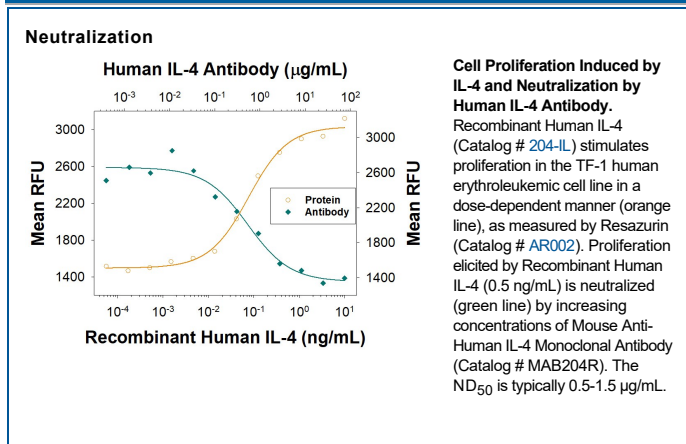 Neutralization
Human IL-4 Antibody (µg/mL)
10⁻³ 10⁻² 10⁻¹ 10⁰ 10¹ 10²
Mean RFU
3000
2600
2200
1800
1400
3000
2600
2200
1800
1400
Mean RFU
Protein
Antibody
10⁻⁴ 10⁻³ 10⁻² 10⁻¹ 10⁰ 10¹
Recombinant Human IL-4 (ng/mL)
Cell Proliferation Induced by
IL-4 and Neutralization by
Human IL-4 Antibody.
Recombinant Human IL-4
(Catalog # 204-IL) stimulates
proliferation in the TF-1 human
erythroleukemic cell line in a
dose-dependent manner (orange
line), as measured by Resazurin
(Catalog # AR002). Proliferation
elicited by Recombinant Human
IL-4 (0.5 ng/mL) is neutralized
(green line) by increasing
concentrations of Mouse Anti-
Human IL-4 Monoclonal Antibody
(Catalog # MAB204R). The
ND₅₀ is typically 0.5-1.5 µg/mL.